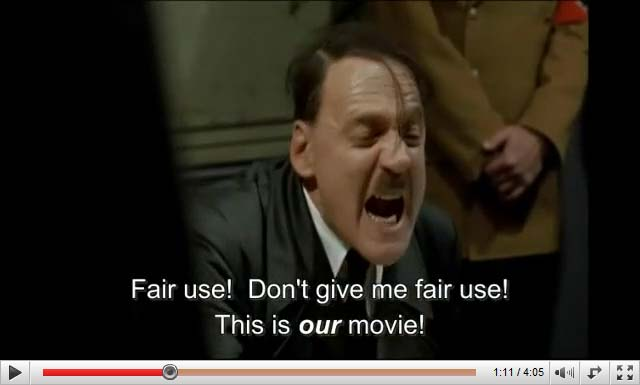 Fair use!  Don't give me fair use!
This is our movie!
1:11 / 4:05